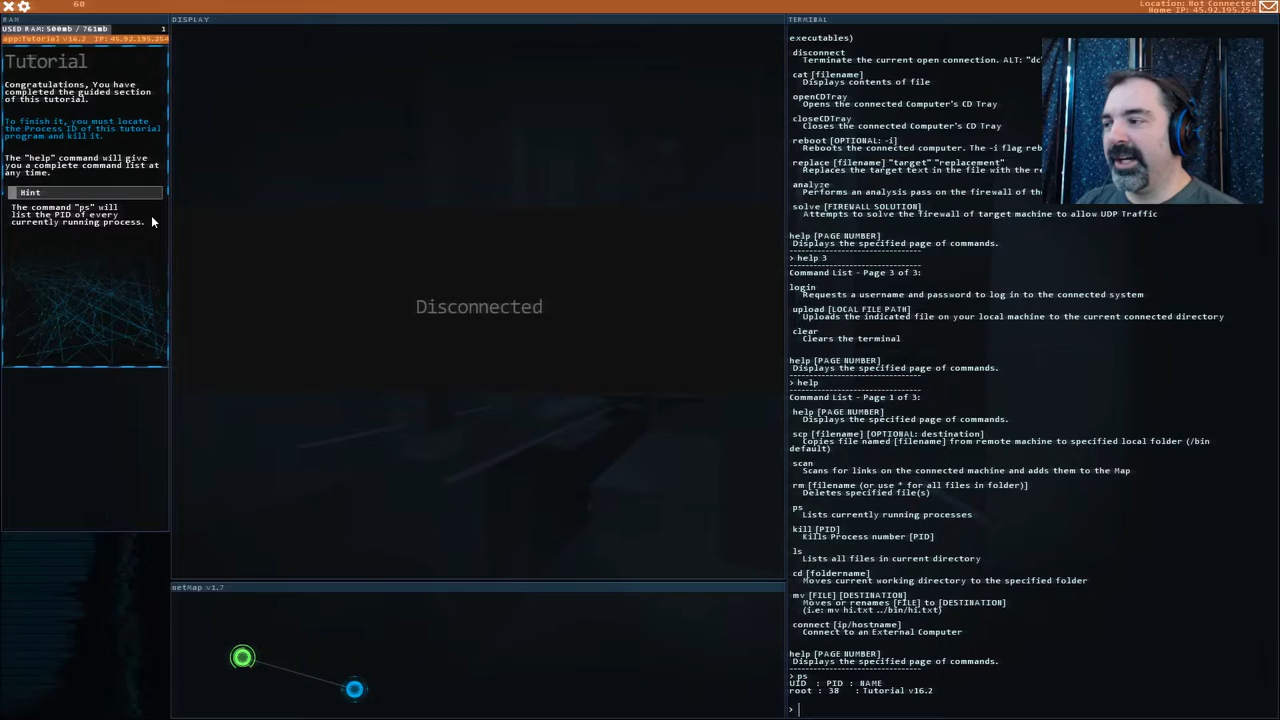 60
Location: Not Connected
Home IP: 45.92.195.254
RAM
USED RAM: 500mb / 761mb
1
app:Tutorial v16.2 IP: 45.92.195.254
Tutorial
Congratulations, You have
completed the guided section
of this tutorial.
To finish it, you must locate
the Process ID of this tutorial
program and kill it.
The "help" command will give
you a complete command list at
any time.
Hint
The command "ps" will
list the PID of every
currently running process.
DISPLAY
Disconnected
netMap v1.7
TERMINAL
executables)
disconnect
Terminate the current open connection. ALT: "dc"
cat [filename]
Displays contents of file
openCDTray
Opens the connected Computer's CD Tray
closeCDTray
Closes the connected Computer's CD Tray
reboot [OPTIONAL: -i]
Reboots the connected computer. The -i flag reb
replace [filename] "target" "replacement"
Replaces the target text in the file with the re
analyze
Performs an analysis pass on the firewall of the
solve [FIREWALL SOLUTION]
Attempts to solve the firewall of target machine to allow UDP Traffic
help [PAGE NUMBER]
Displays the specified page of commands.
---------------------------------
> help 3
---------------------------------
Command List - Page 3 of 3:
login
Requests a username and password to log in to the connected system
upload [LOCAL FILE PATH]
Uploads the indicated file on your local machine to the current connected directory
clear
Clears the terminal
help [PAGE NUMBER]
Displays the specified page of commands.
---------------------------------
> help
---------------------------------
Command List - Page 1 of 3:
help [PAGE NUMBER]
Displays the specified page of commands.
scp [filename] [OPTIONAL: destination]
Copies file named [filename] from remote machine to specified local folder (/bin
default)
scan
Scans for links on the connected machine and adds them to the Map
rm [filename (or use * for all files in folder)]
Deletes specified file(s)
ps
Lists currently running processes
kill [PID]
Kills Process number [PID]
ls
Lists all files in current directory
cd [foldername]
Moves current working directory to the specified folder
mv [FILE] [DESTINATION]
Moves or renames [FILE] to [DESTINATION]
(i.e: mv hi.txt ../bin/hi.txt)
connect [ip/hostname]
Connect to an External Computer
help [PAGE NUMBER]
Displays the specified page of commands.
---------------------------------
> ps
UID : PID : NAME
root : 38 : Tutorial v16.2
>